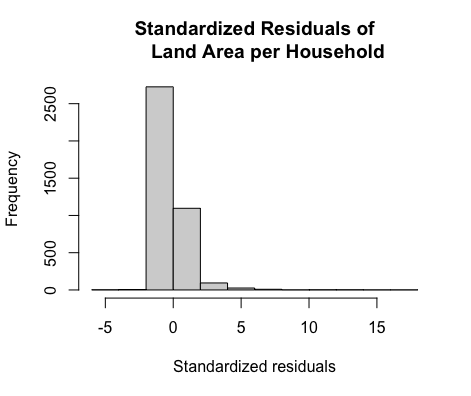 Standardized Residuals of
Land Area per Household
2500
1500
500
0
Frequency
-5 0 5 10 15
Standardized residuals